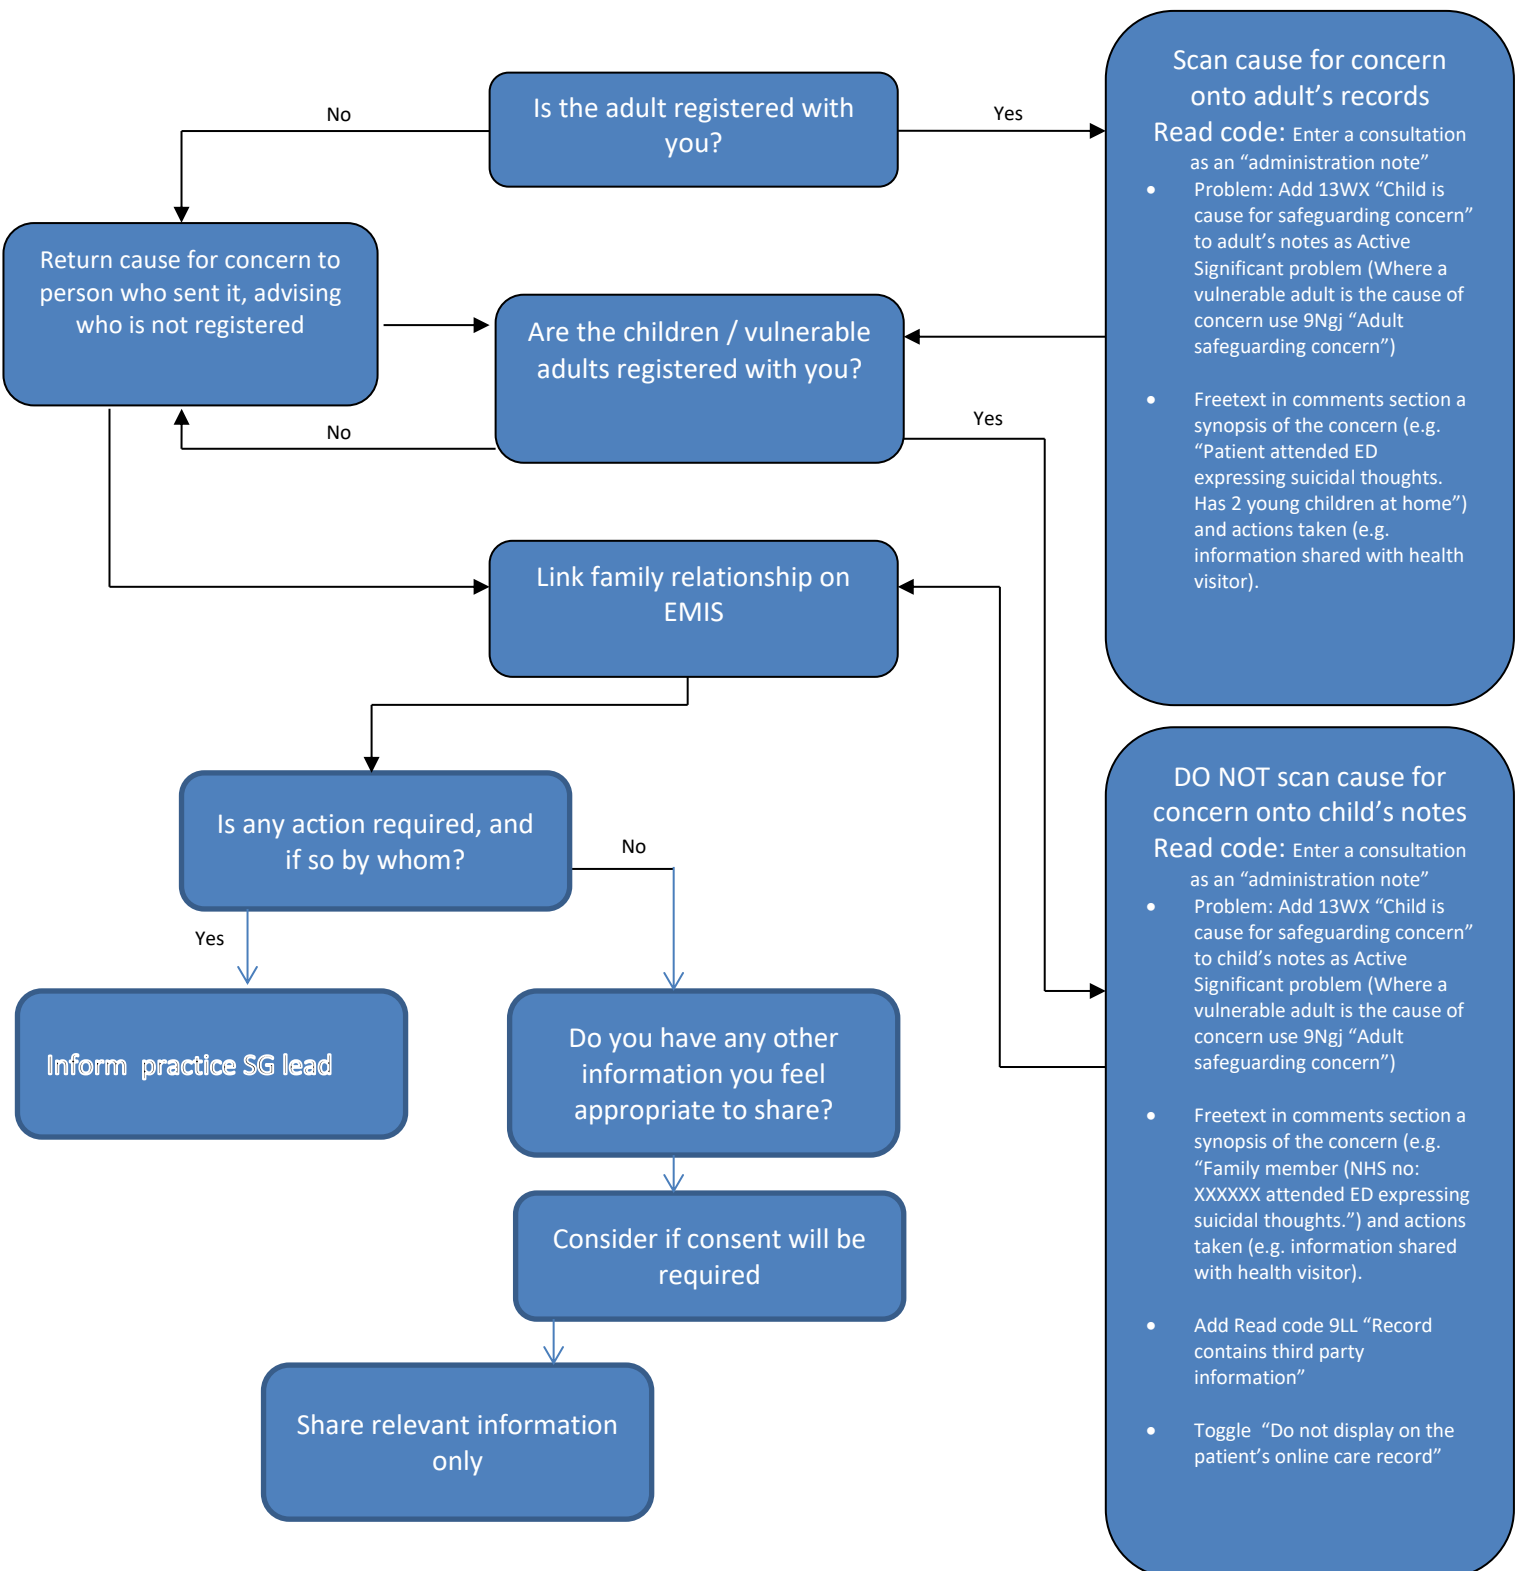 Is the adult registered with
you?
No
Yes
Scan cause for concern
onto adult’s records
Read code: Enter a consultation
as an “administration note”
• Problem: Add 13WX “Child is
cause for safeguarding concern”
to adult’s notes as Active
Significant problem (Where a
vulnerable adult is the cause of
concern use 9Ngj “Adult
safeguarding concern”)
• Freetext in comments section a
synopsis of the concern (e.g.
“Patient attended ED
expressing suicidal thoughts.
Has 2 young children at home”)
and actions taken (e.g.
information shared with health
visitor).
Return cause for concern to
person who sent it, advising
who is not registered
Are the children / vulnerable
adults registered with you?
No
Yes
Link family relationship on
EMIS
DO NOT scan cause for
concern onto child’s notes
Read code: Enter a consultation
as an “administration note”
• Problem: Add 13WX “Child is
cause for safeguarding concern”
to child’s notes as Active
Significant problem (Where a
vulnerable adult is the cause of
concern use 9Ngj “Adult
safeguarding concern”)
• Freetext in comments section a
synopsis of the concern (e.g.
“Family member (NHS no:
XXXXXX attended ED expressing
suicidal thoughts.”) and actions
taken (e.g. information shared
with health visitor).
• Add Read code 9LL “Record
contains third party
information”
• Toggle “Do not display on the
patient’s online care record”
Is any action required, and
if so by whom?
No
Yes
Inform practice SG lead
Do you have any other
information you feel
appropriate to share?
Consider if consent will be
required
Share relevant information
only